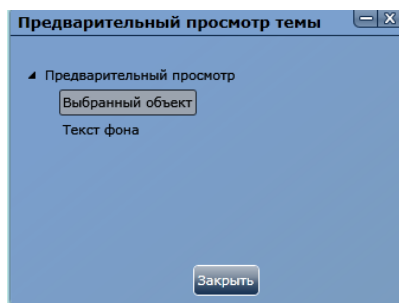 Предварительный просмотр темы
Предварительный просмотр
Выбранный объект
Текст фона
Закрыть